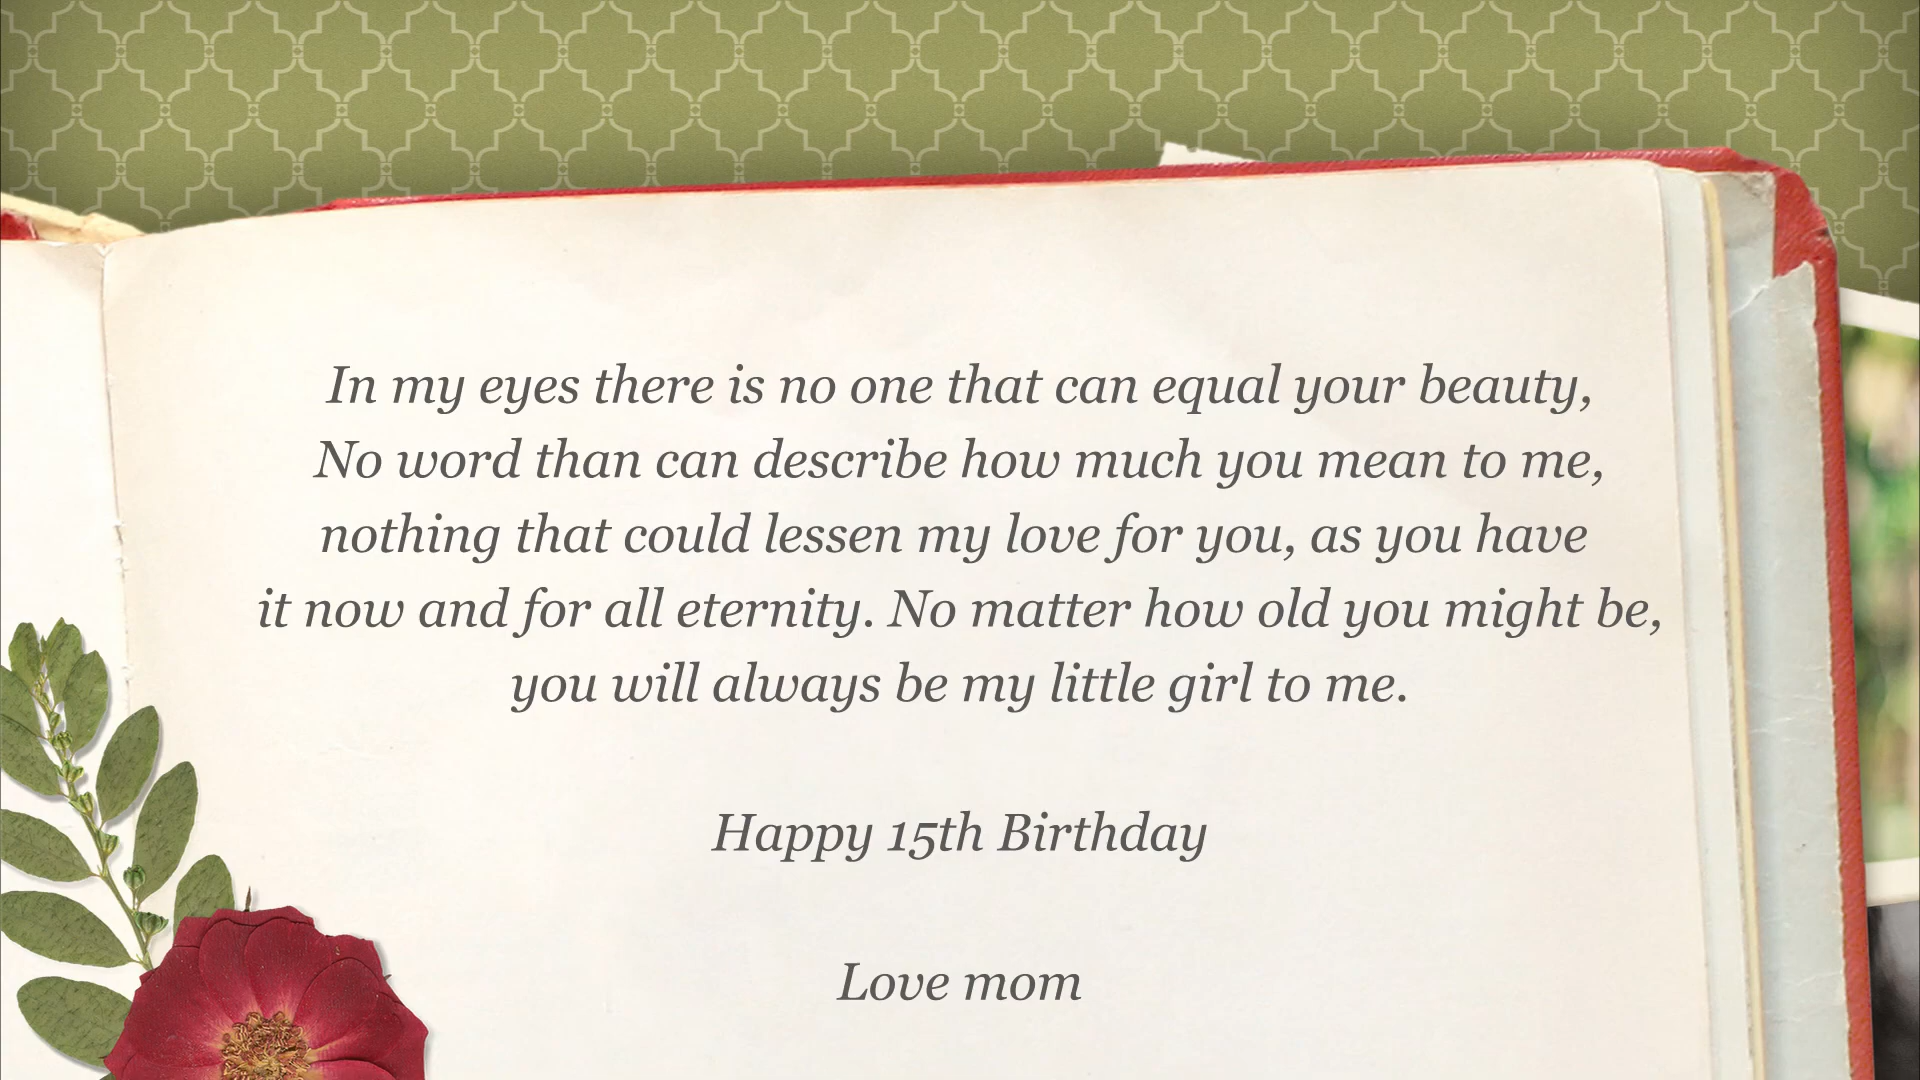 In my eyes there is no one that can equal your beauty,
No word than can describe how much you mean to me,
nothing that could lessen my love for you, as you have
it now and for all eternity. No matter how old you might be,
you will always be my little girl to me.
Happy 15th Birthday
Love mom